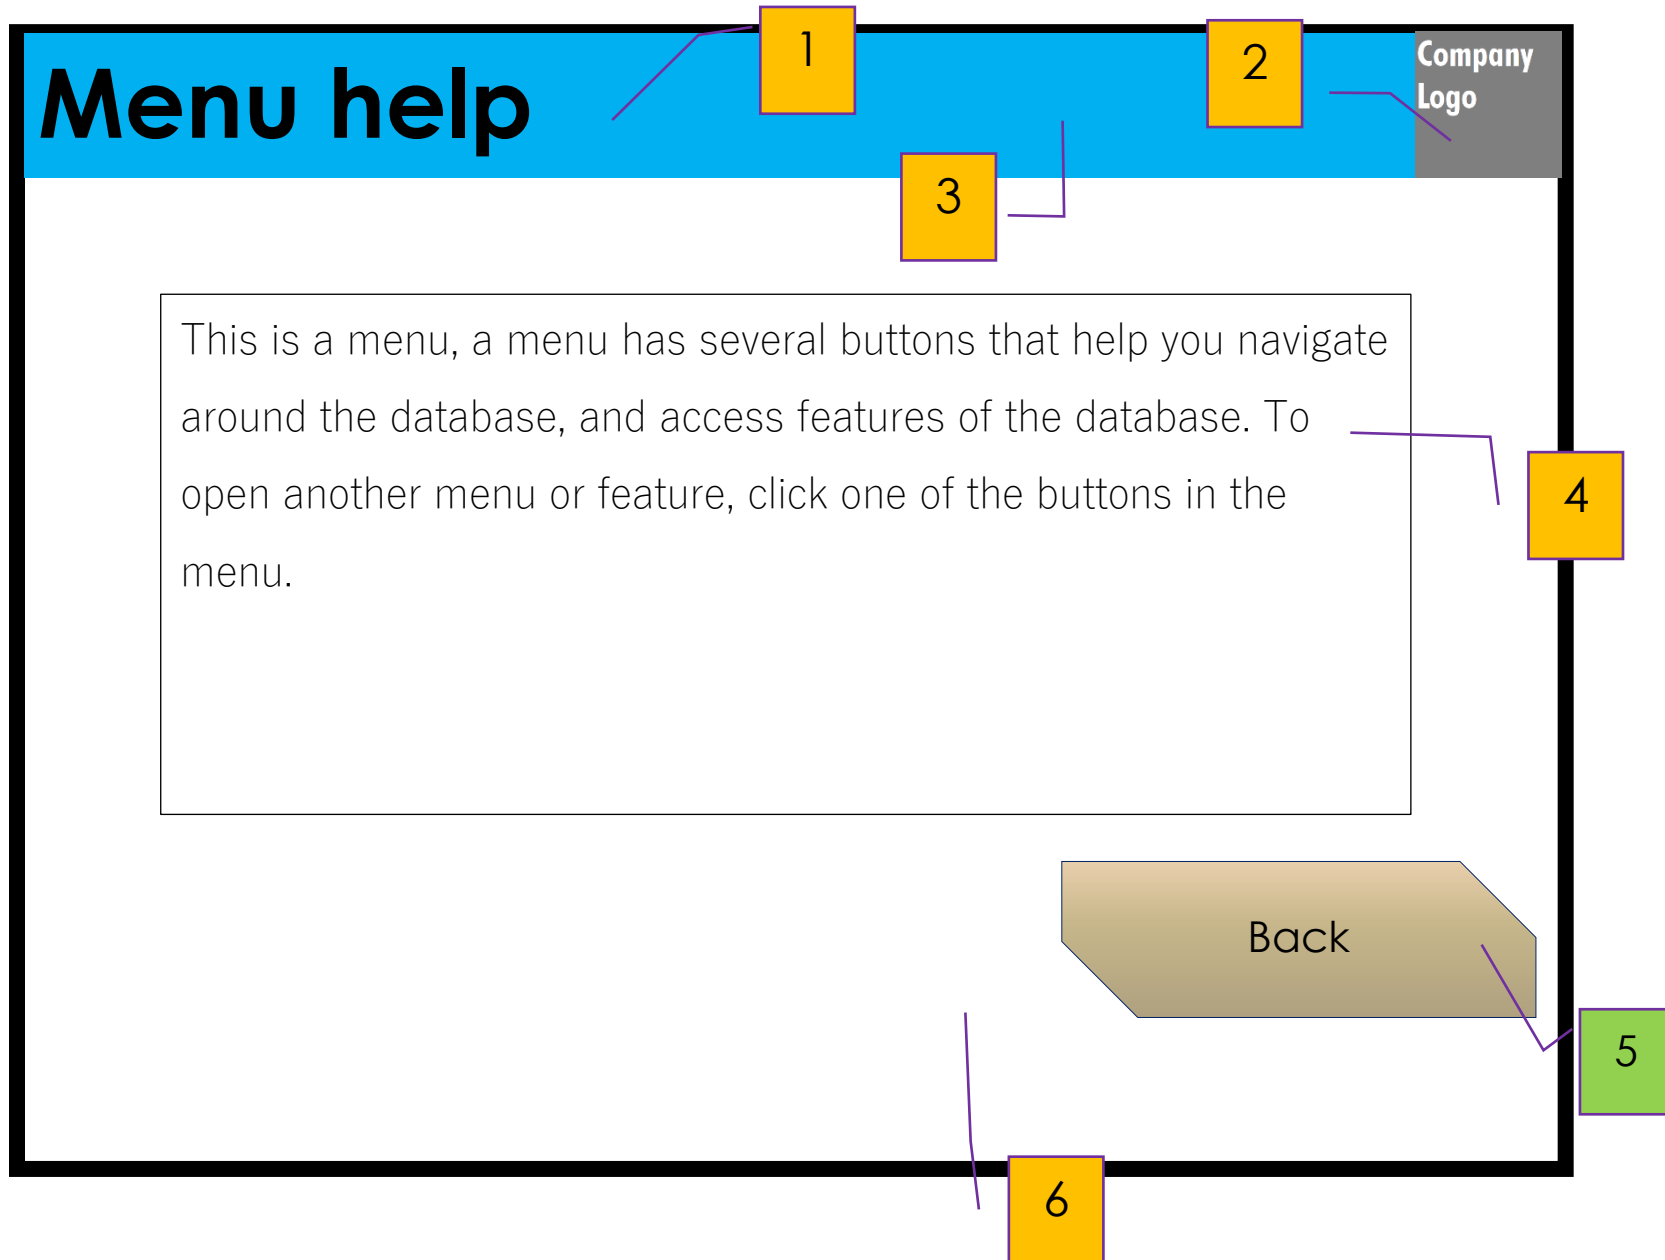 1
2
Company
Logo
Menu help
3
This is a menu, a menu has several buttons that help you navigate
around the database, and access features of the database. To
open another menu or feature, click one of the buttons in the
menu.
4
Back
5
6